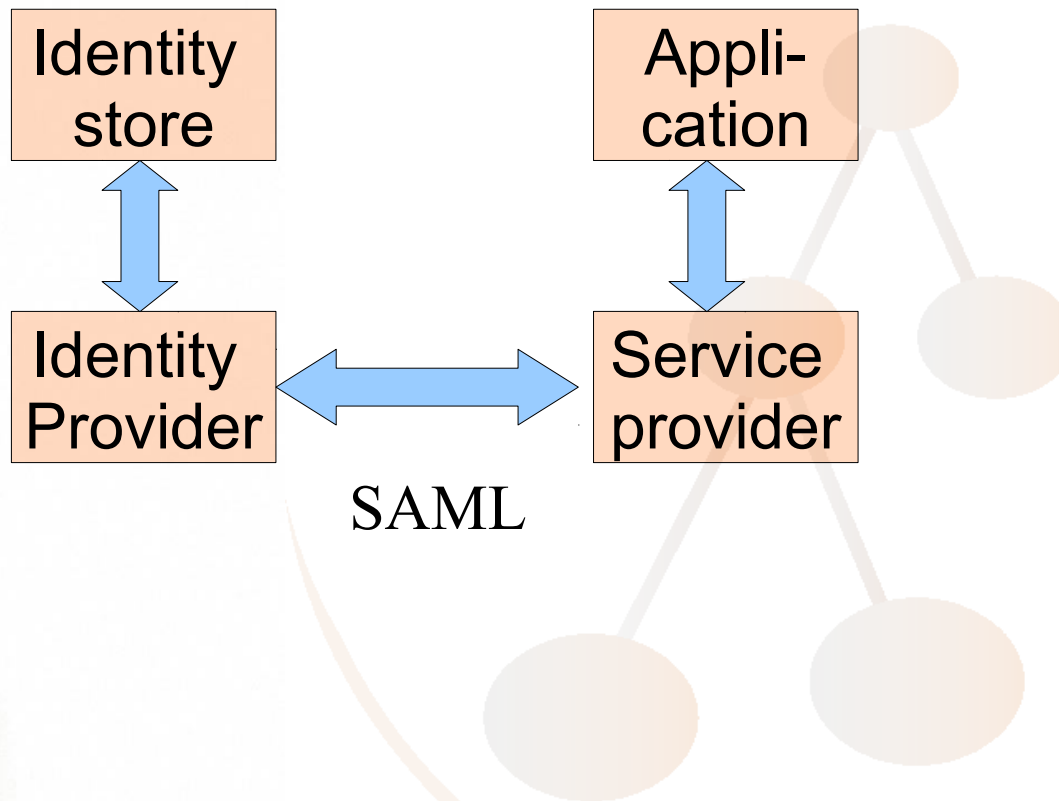 Identity
store
Appli-
cation
Identity
Provider
Service
provider
SAML